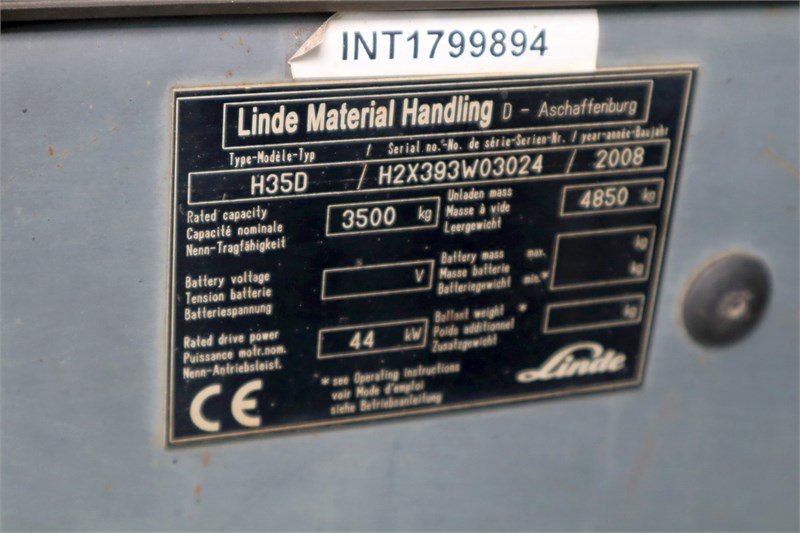 INT1799894
Linde Material Handling D - Aschaffenburg
Type-Modèle-Typ / Serial no.-No. de série-Serien-Nr. / year-année-Baujahr
H35D / H2X393W03024 / 2008
Rated capacity
Capacité nominale
Nenn-Tragfähigkeit
3500 kg
Unladen mass
Masse à vide
Leergewicht
4850 kg
Battery voltage
Tension batterie
Batteriespannung
V
Battery mass max.
Masse batterie
Batteriegewicht min.*
kg
kg
Rated drive power
Puissance motr.nom.
Nenn-Antriebsleist.
44 kW
Ballast weight *
Poids additionnel
Zusatzgewicht
kg
* see Operating instructions
voir Mode d'emploi
siehe Betriebsanleitung
CE
Linde